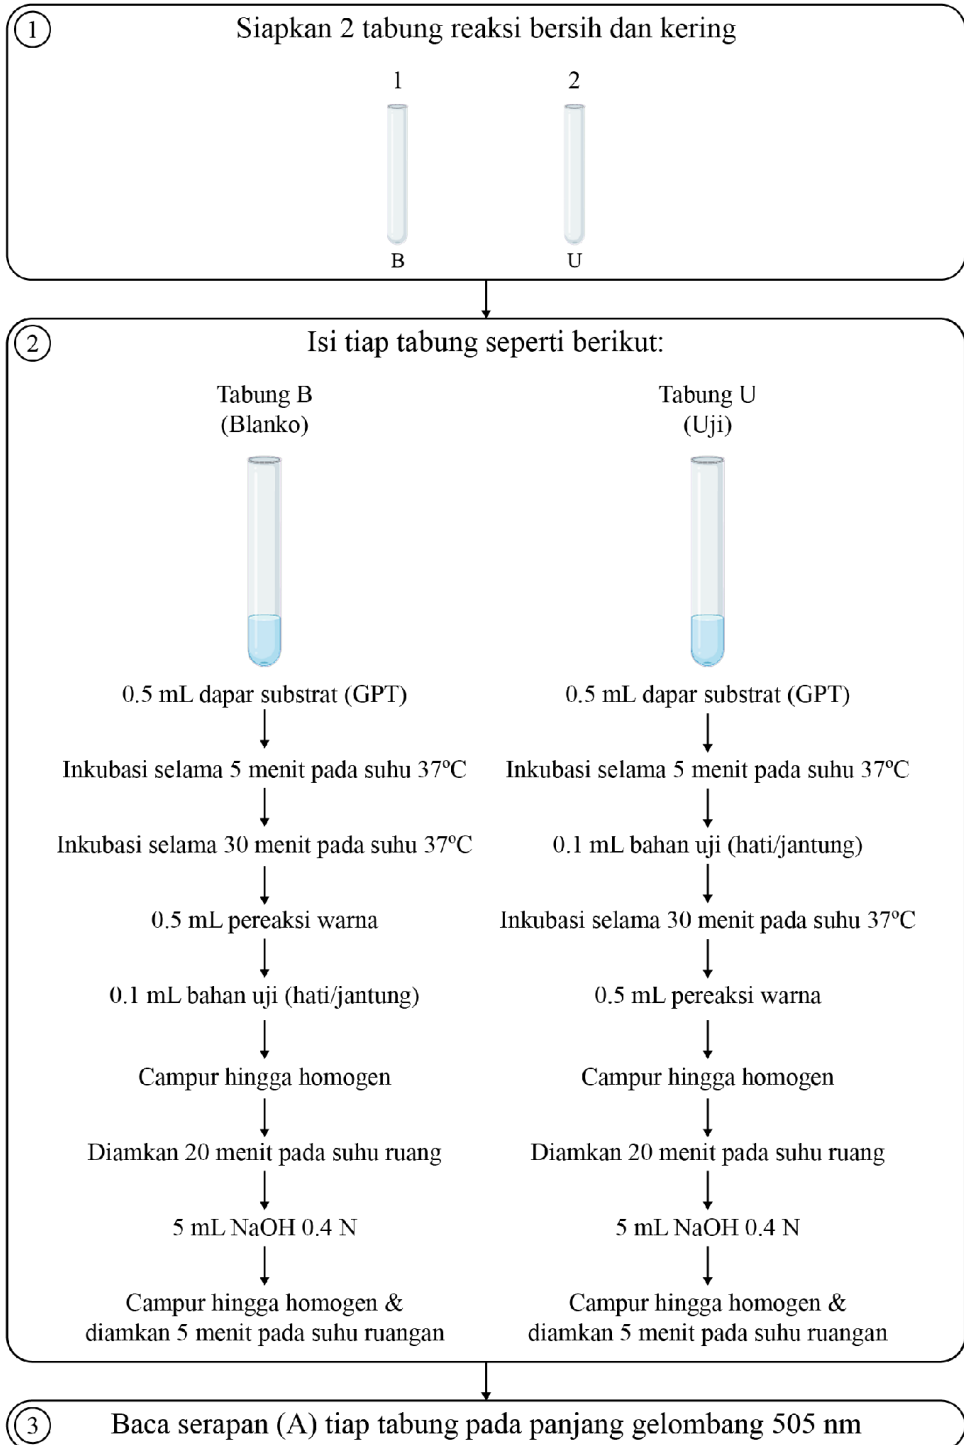 1
Siapkan 2 tabung reaksi bersih dan kering
1
2
B
U
2
Isi tiap tabung seperti berikut:
Tabung B
(Blanko)
0.5 mL dapar substrat (GPT)
Inkubasi selama 5 menit pada suhu 37ºC
Inkubasi selama 30 menit pada suhu 37ºC
0.5 mL pereaksi warna
0.1 mL bahan uji (hati/jantung)
Campur hingga homogen
Diamkan 20 menit pada suhu ruang
5 mL NaOH 0.4 N
Campur hingga homogen &
diamkan 5 menit pada suhu ruangan
Tabung U
(Uji)
0.5 mL dapar substrat (GPT)
Inkubasi selama 5 menit pada suhu 37ºC
0.1 mL bahan uji (hati/jantung)
Inkubasi selama 30 menit pada suhu 37ºC
0.5 mL pereaksi warna
Campur hingga homogen
Diamkan 20 menit pada suhu ruang
5 mL NaOH 0.4 N
Campur hingga homogen &
diamkan 5 menit pada suhu ruangan
3
Baca serapan (A) tiap tabung pada panjang gelombang 505 nm